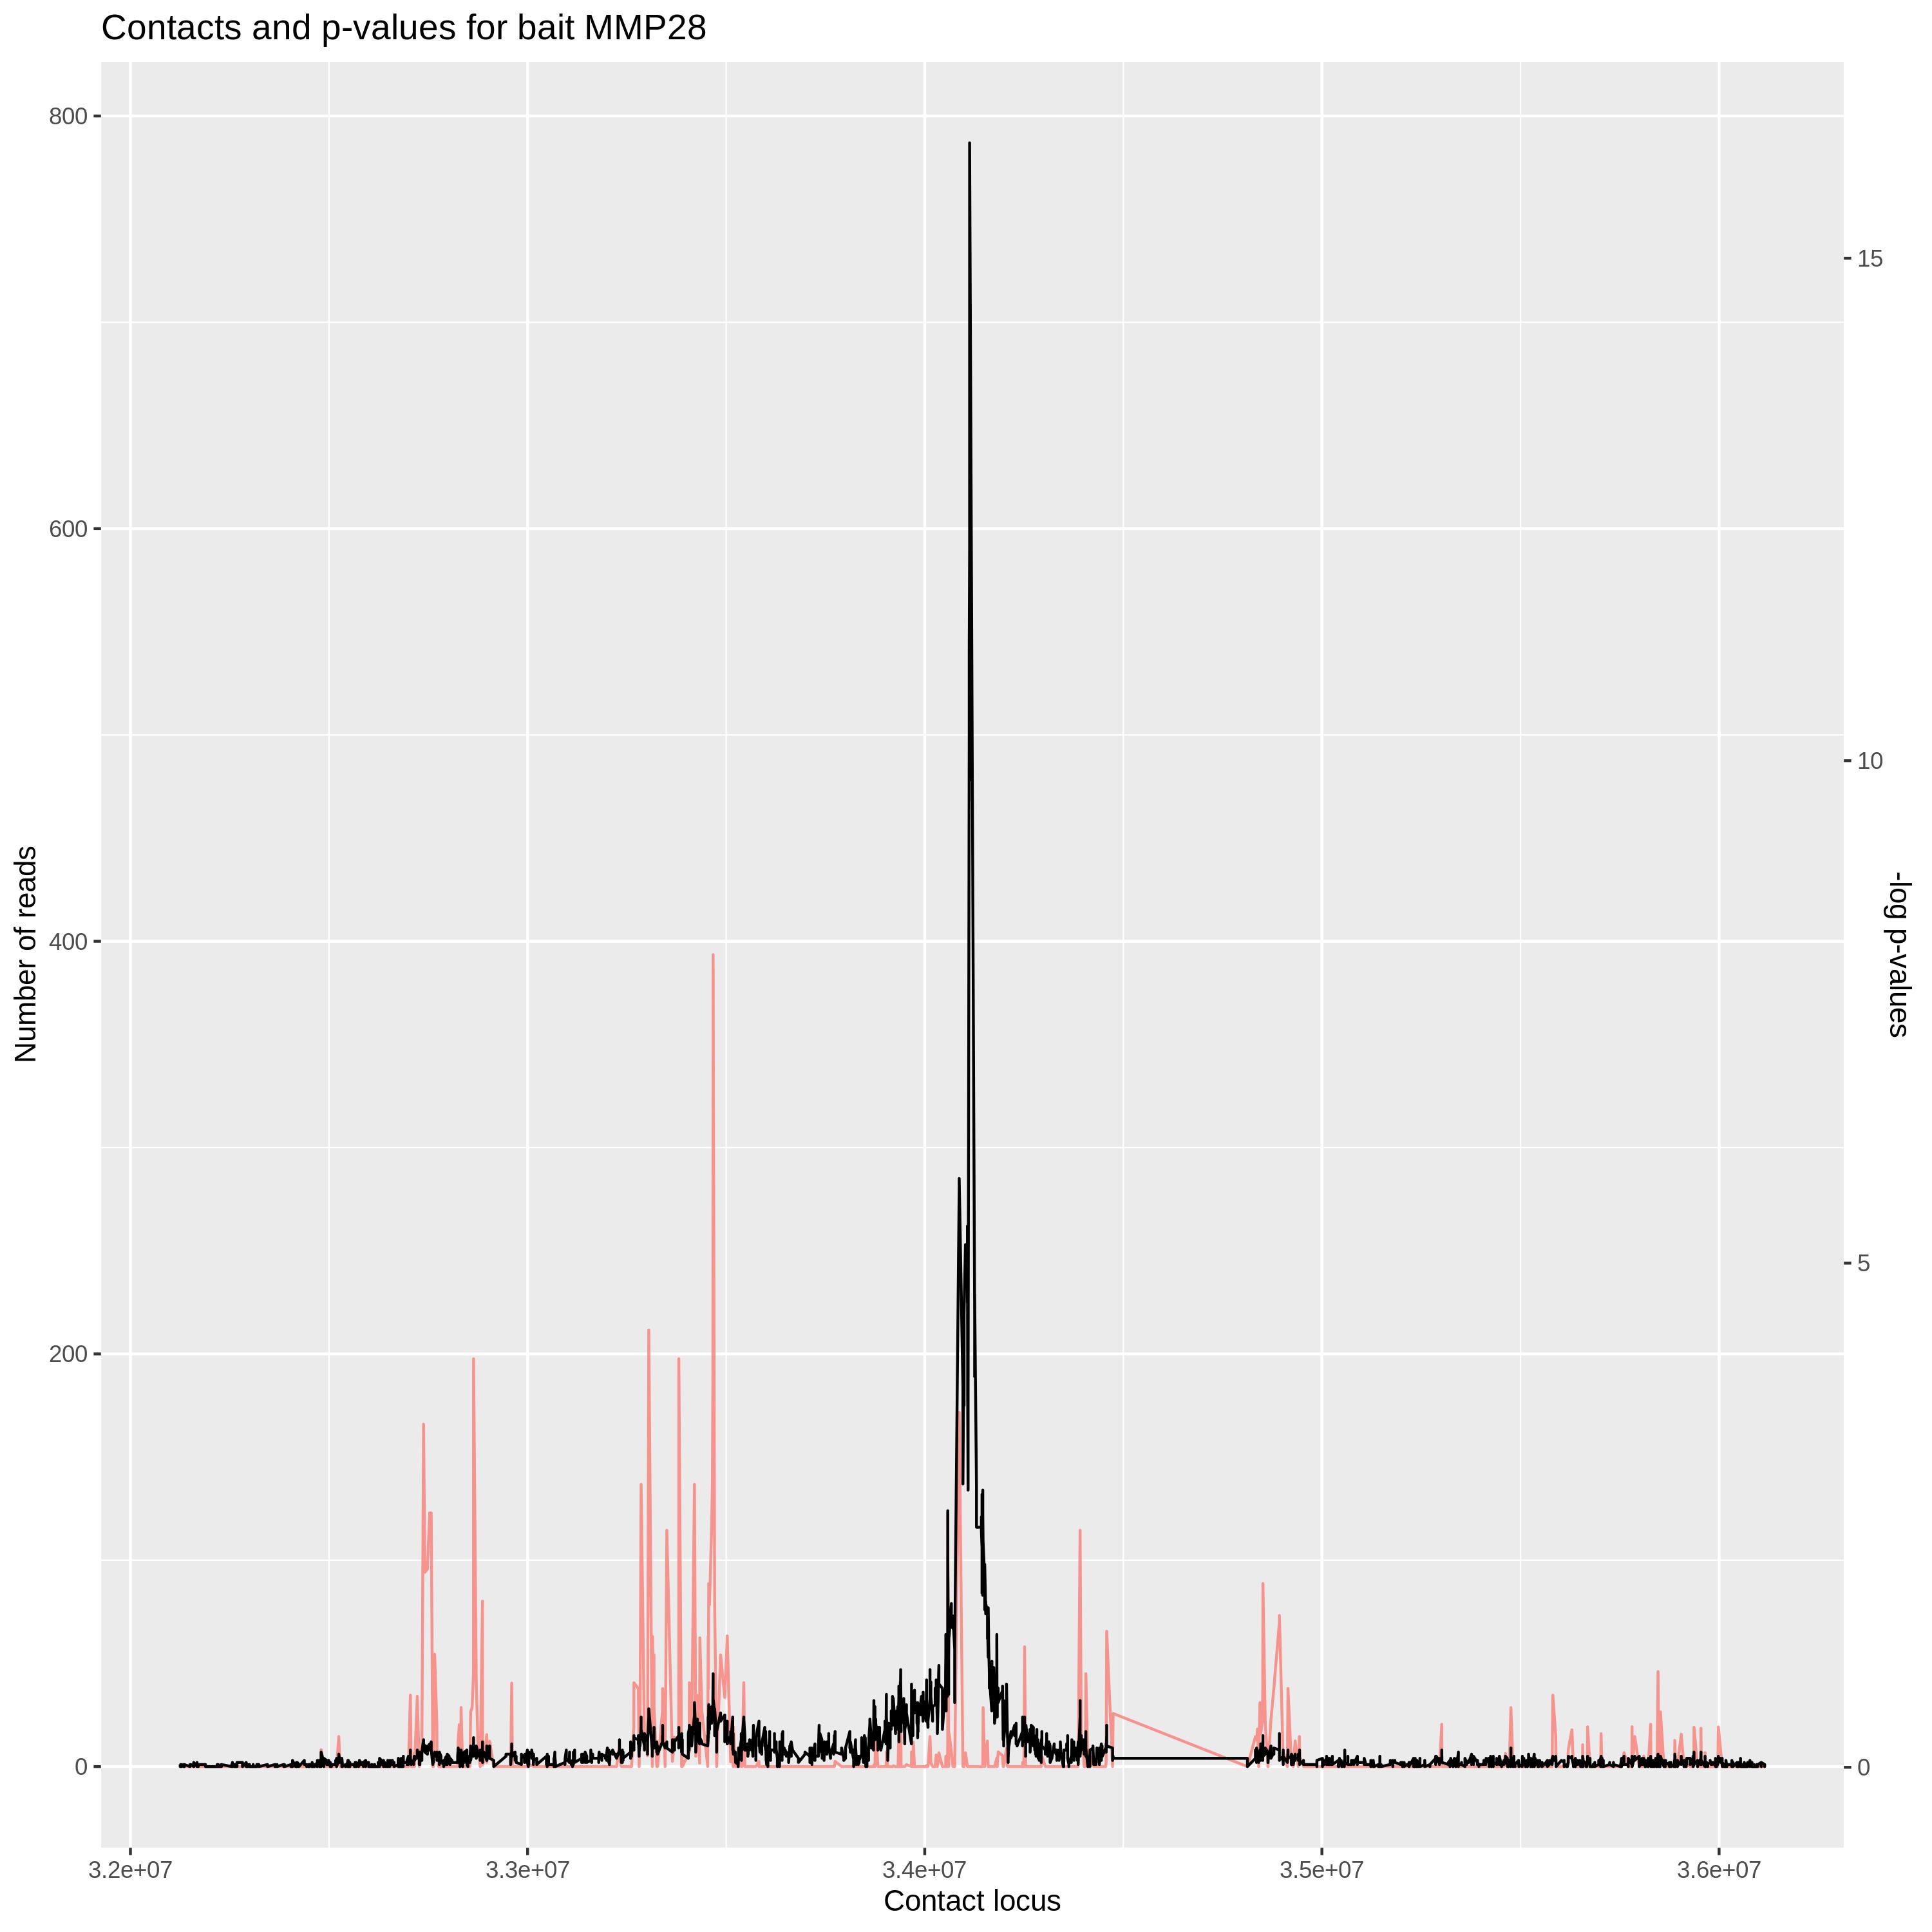 Contacts and p-values for bait MMP28
800
600
400
200
0
Number of reads
15
10
5
0
-log p-values
3.2e+07
3.3e+07
3.4e+07
3.5e+07
3.6e+07
Contact locus